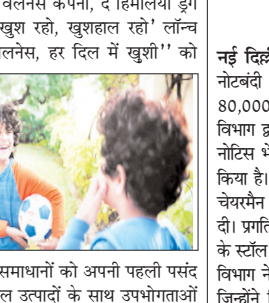 वेलनेस कंपनी, द हिमालया ड्रग
खुश रहो, खुशहाल रहो’ लॉन्च
लनेस, हर दिल में खुशी’’ को
समाधानों को अपनी पहली पसंद
ल उत्पादों के साथ उपभोगताओं
नई दिल्ली
नोटबंदी
80,000
विभाग द्व
नोटिस भे
किया है।
चेयरमैन
दी। प्रगति
के स्टॉल
विभाग ने
जिन्होंने